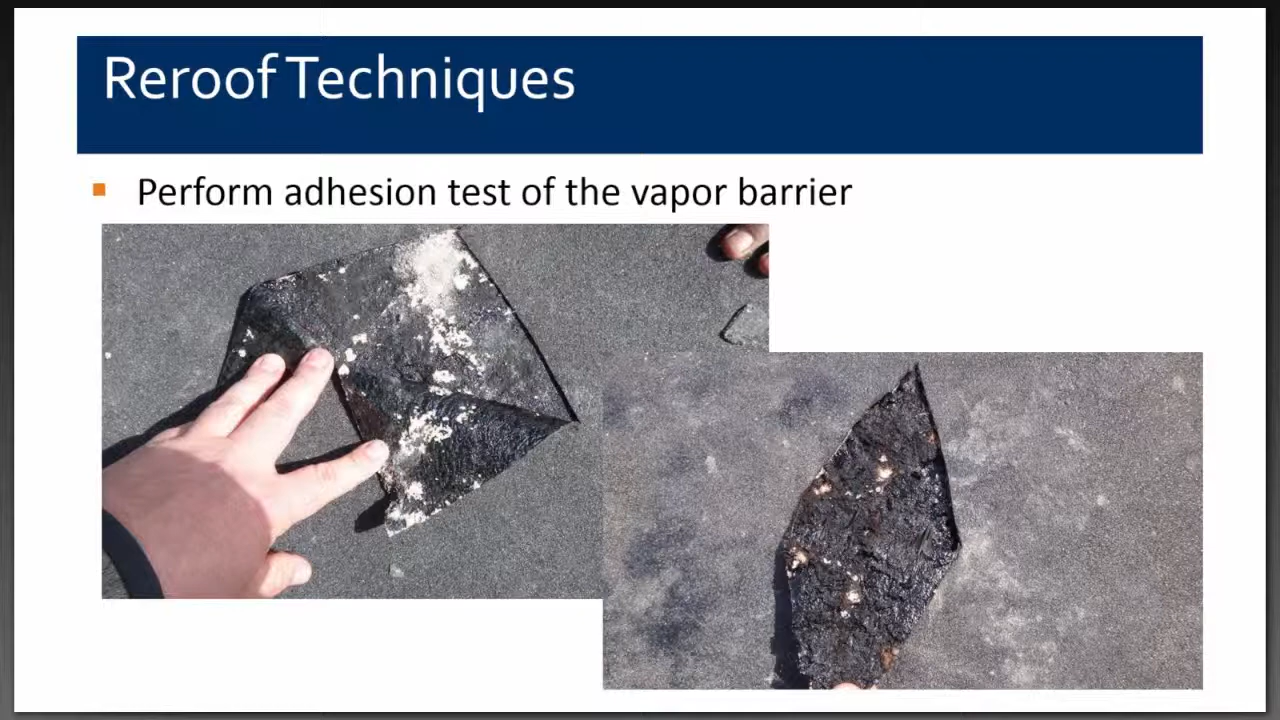 Reroof Techniques
Perform adhesion test of the vapor barrier